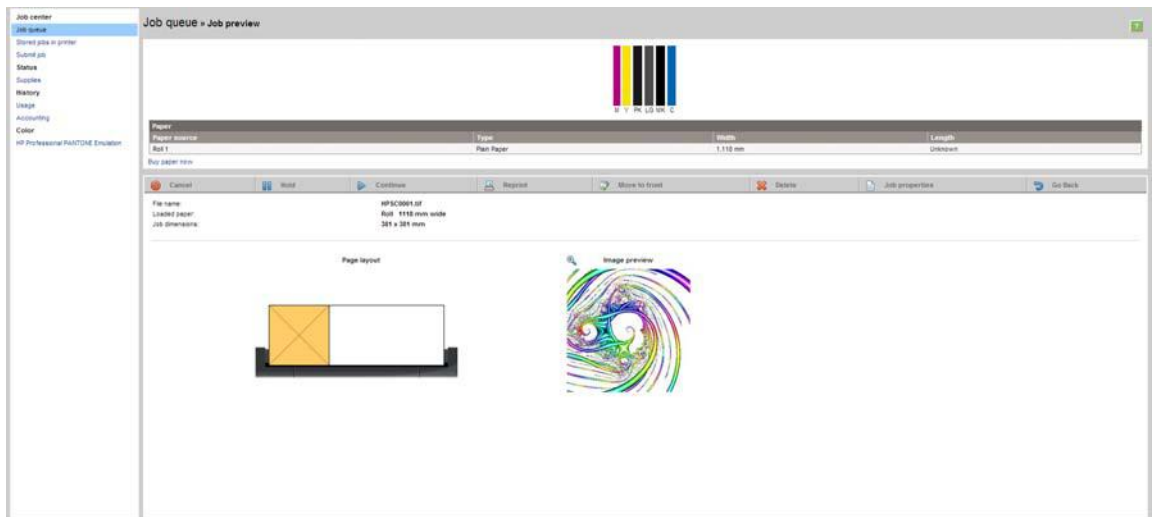 Job center
Job queue
Stored jobs in printer
Submit job
Status
Supplies
History
Usage
Accounting
Color
HP Professional PANTONE Emulation
Job queue » Job preview
?
M Y PK LG MK C
Paper
Paper source Type Width Length
Roll 1 Plain Paper 1,118 mm Unknown
Buy paper now
Cancel Hold Continue Reprint Move to front Delete Job properties Go Back
File name: HPSC0001.tif
Loaded paper: Roll 1118 mm wide
Job dimensions: 381 x 381 mm
Page layout Image preview